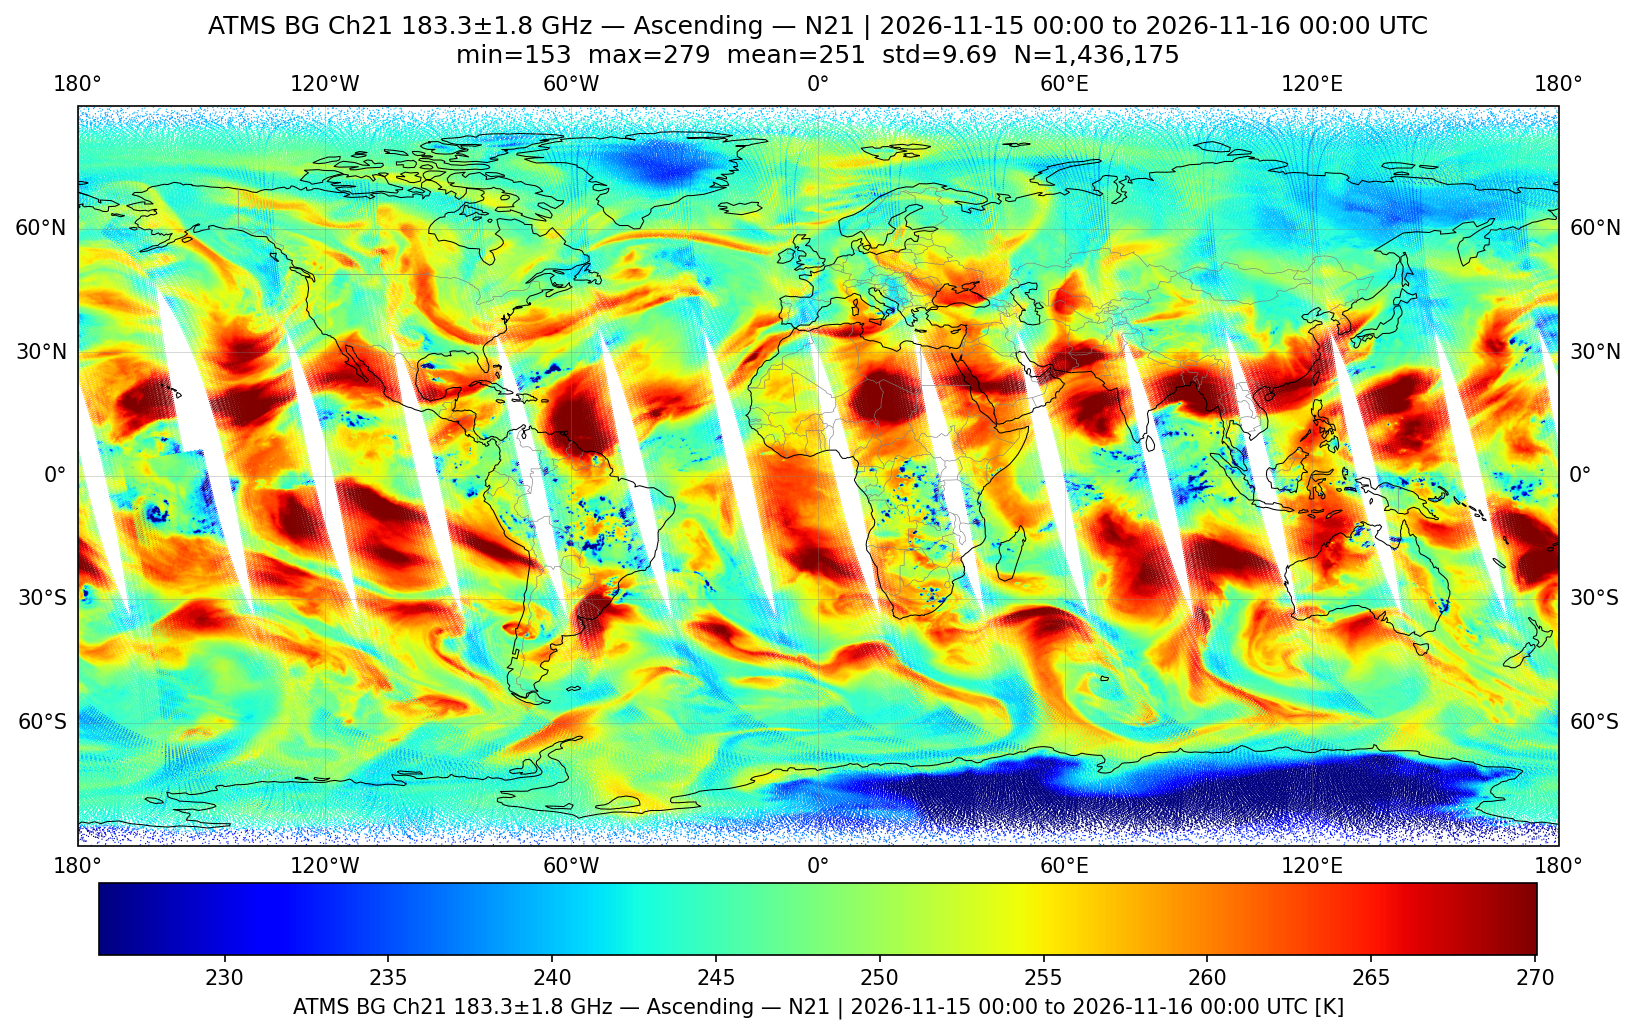 ATMS BG Ch21 183.3±1.8 GHz — Ascending — N21 | 2026-11-15 00:00 to 2026-11-16 00:00 UTC
min=153 max=279 mean=251 std=9.69 N=1,436,175
180° 120°W 60°W 0° 60°E 120°E 180°
60°N 60°N
30°N 30°N
0° 0°
30°S 30°S
60°S 60°S
180° 120°W 60°W 0° 60°E 120°E 180°
230 235 240 245 250 255 260 265 270
ATMS BG Ch21 183.3±1.8 GHz — Ascending — N21 | 2026-11-15 00:00 to 2026-11-16 00:00 UTC [K]